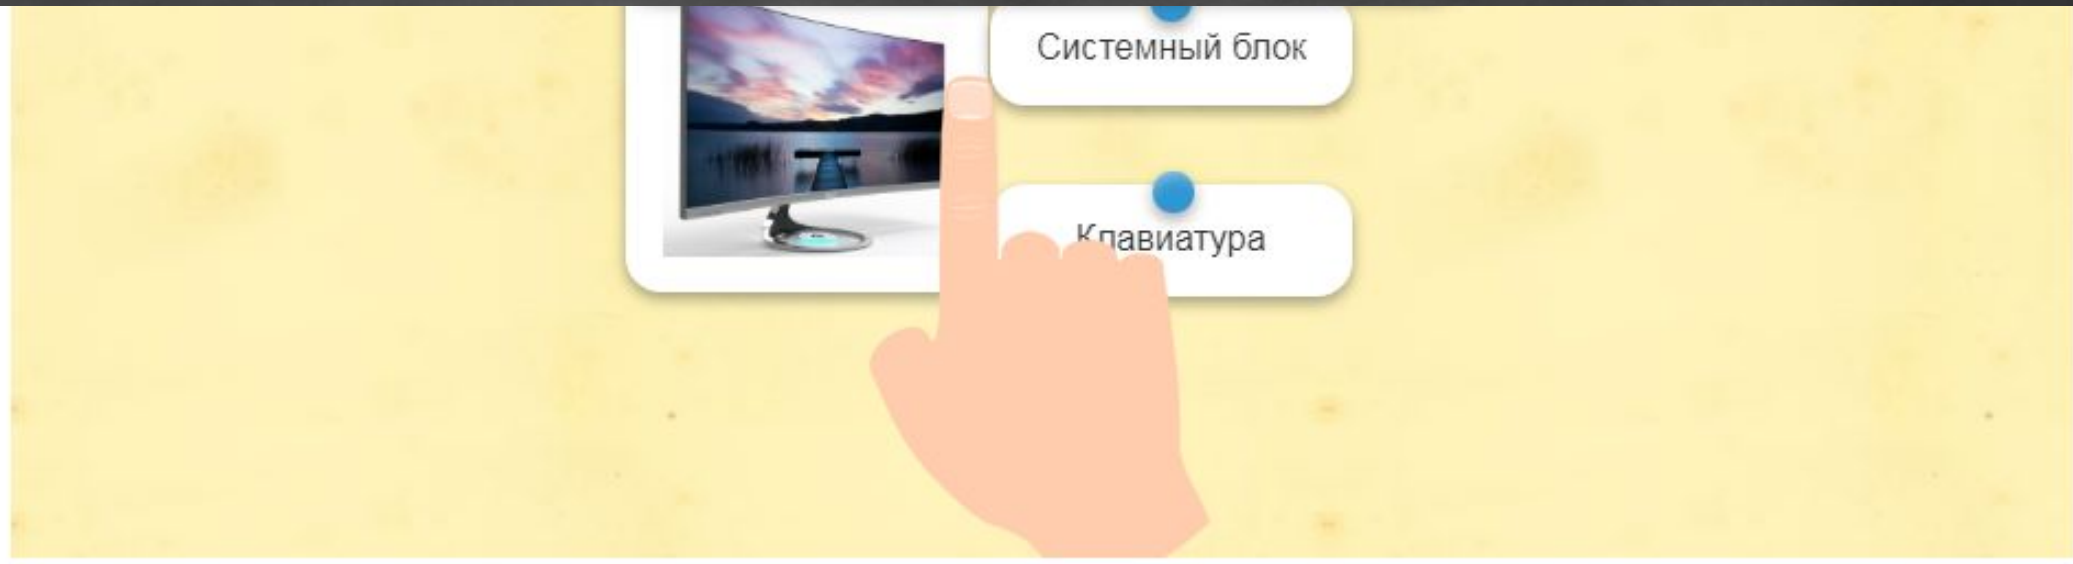 Системный блок
Клавиатура